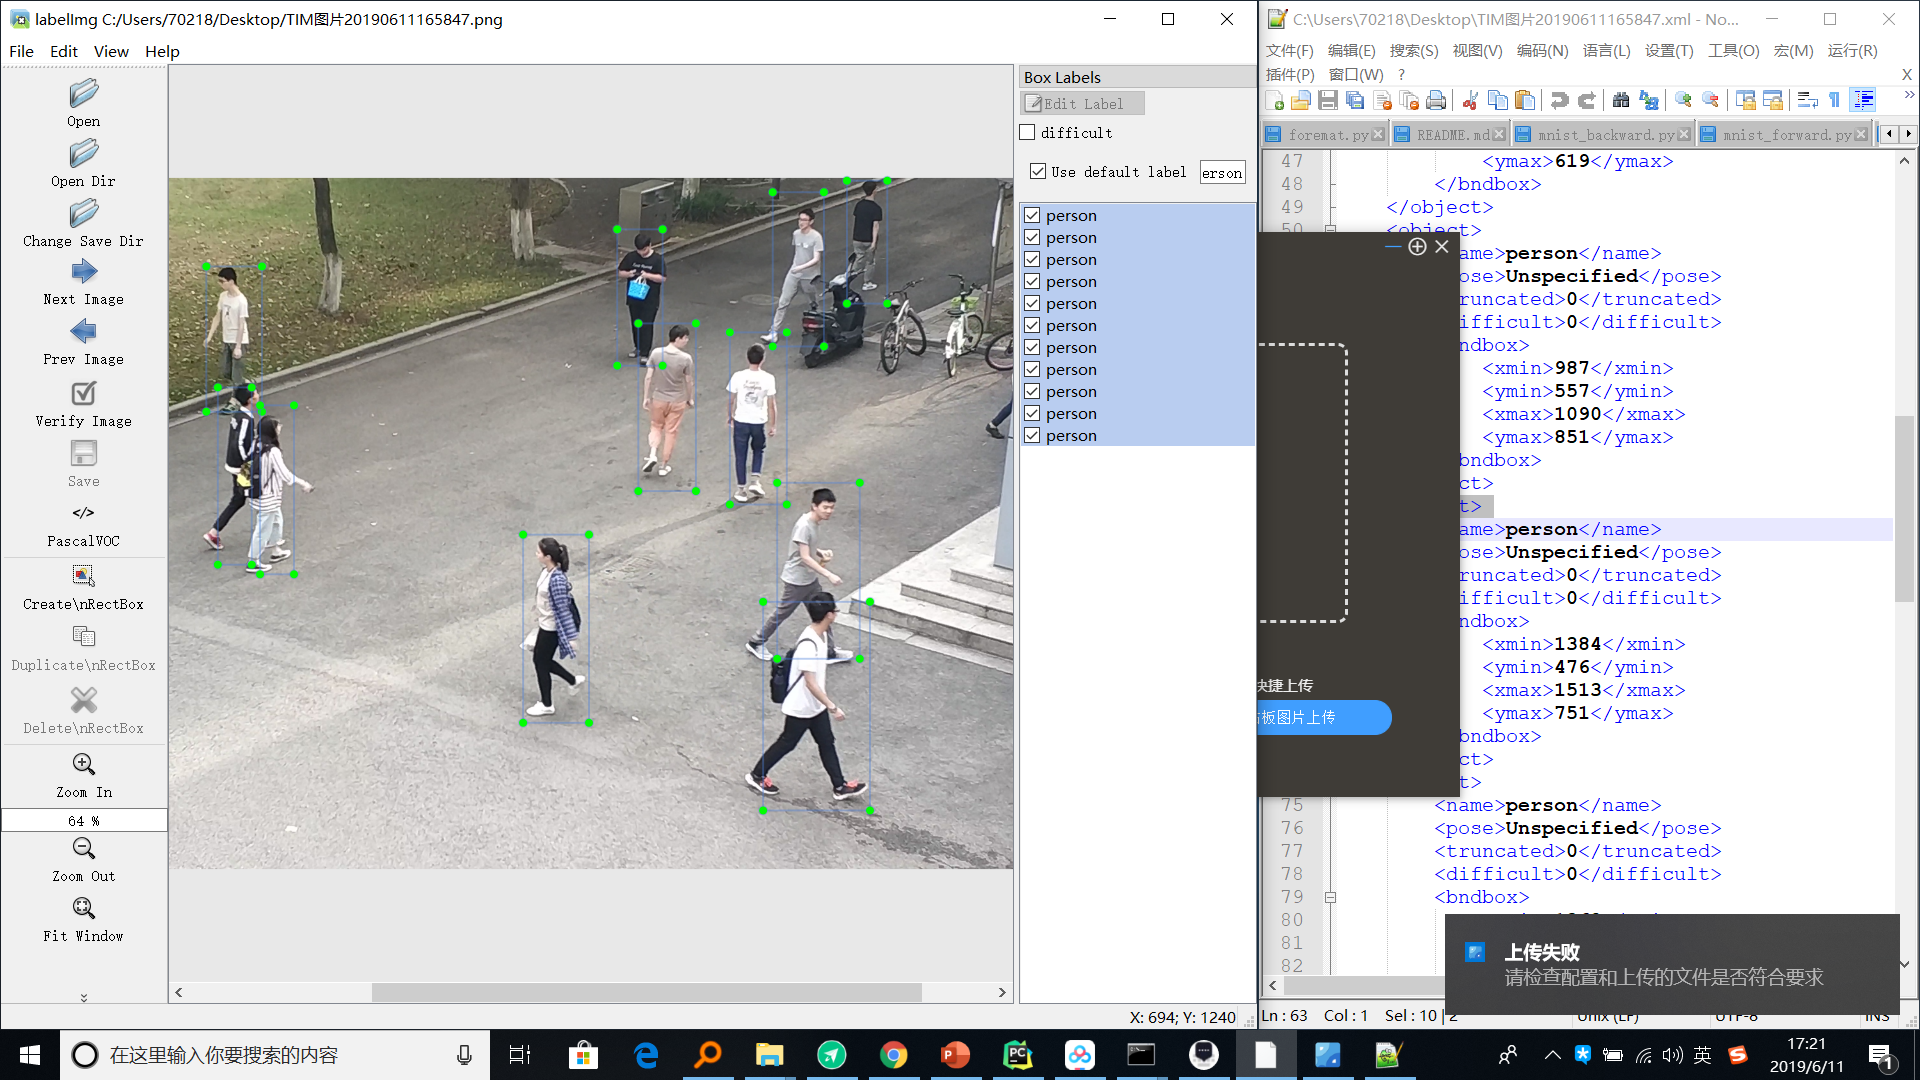 labelImg C:/Users/70218/Desktop/TIM图片20190611165847.png
File Edit View Help
Open
Open Dir
Change Save Dir
Next Image
Prev Image
Verify Image
Save
</>
PascalVOC
Create\nRectBox
Duplicate\nRectBox
Delete\nRectBox
Zoom In
64 %
Zoom Out
Fit Window
Box Labels
Edit Label
difficult
Use default label erson
person
person
person
person
person
person
person
person
person
person
person
X: 694; Y: 1240
C:\Users\70218\Desktop\TIM图片20190611165847.xml - No...
文件(F) 编辑(E) 搜索(S) 视图(V) 编码(N) 语言(L) 设置(T) 工具(O) 宏(M) 运行(R)
插件(P) 窗口(W) ? X
foremat.py README.md mnist_backward.py mnist_forward.py
47 <ymax>619</ymax>
48 </bndbox>
49 </object>
50 <object>
ame>person</name>
ose>Unspecified</pose>
runcated>0</truncated>
ifficult>0</difficult>
ndbox>
<xmin>987</xmin>
<ymin>557</ymin>
<xmax>1090</xmax>
<ymax>851</ymax>
bndbox>
ct>
t>
ame>person</name>
ose>Unspecified</pose>
runcated>0</truncated>
ifficult>0</difficult>
ndbox>
<xmin>1384</xmin>
<ymin>476</ymin>
<xmax>1513</xmax>
<ymax>751</ymax>
bndbox>
ct>
t>
75 <name>person</name>
76 <pose>Unspecified</pose>
77 <truncated>0</truncated>
78 <difficult>0</difficult>
79 <bndbox>
80
81
82
快捷上传
板图片上传
上传失败
请检查配置和上传的文件是否符合要求
Ln : 63 Col : 1 Sel : 10 | 2 Unix (LF) UTF-8 INS
在这里输入你要搜索的内容
英
17:21
2019/6/11
1